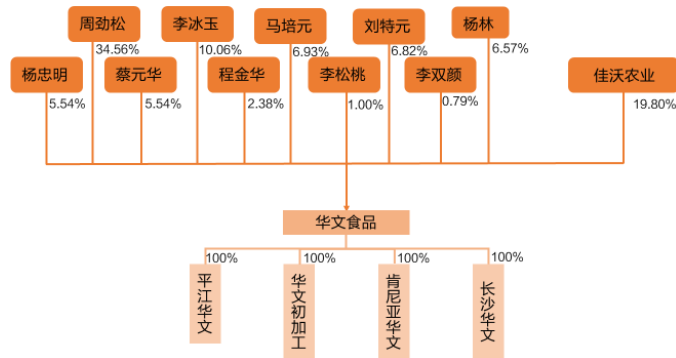 周劲松
李冰玉
马培元
刘特元
杨林
34.56%
10.06%
6.93%
6.82%
6.57%
杨忠明
蔡元华
程金华
李松桃
李双颜
佳沃农业
5.54%
5.54%
2.38%
1.00%
0.79%
19.80%
华文食品
100%
100%
100%
100%
平江华文
华文初加工
肯尼亚华文
长沙华文